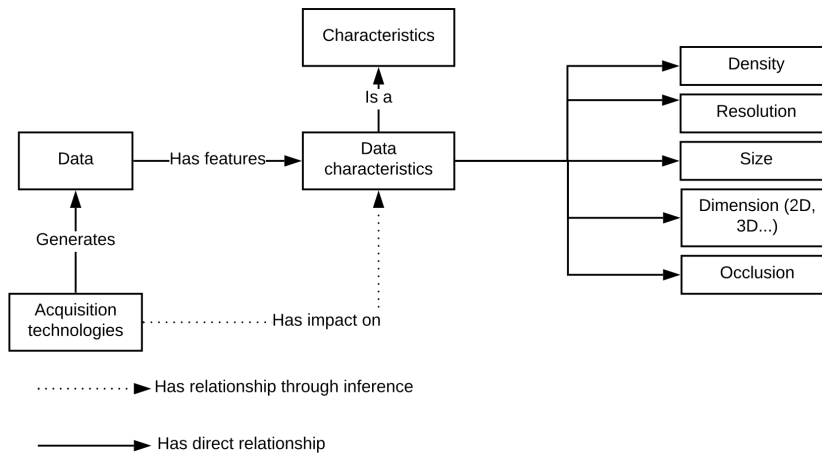 Characteristics
Is a
Data
Has features
Data
characteristics
Density
Resolution
Size
Dimension (2D,
3D...)
Occlusion
Generates
Acquisition
technologies
Has impact on
Has relationship through inference
Has direct relationship